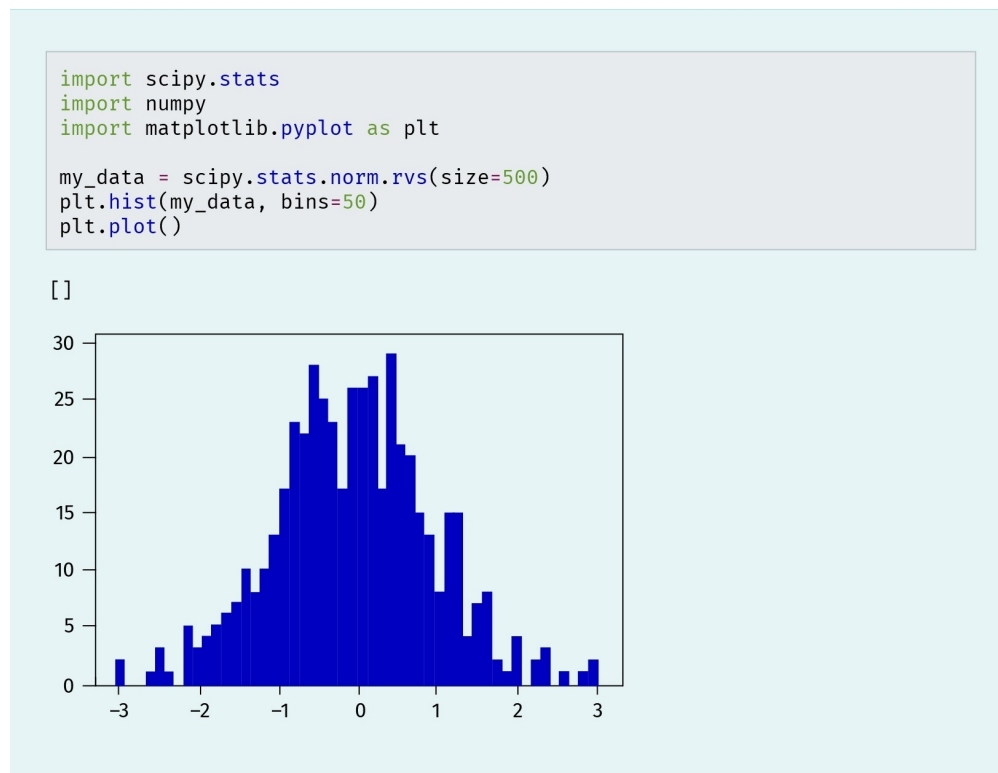 import scipy.stats
import numpy
import matplotlib.pyplot as plt
my_data = scipy.stats.norm.rvs(size=500)
plt.hist(my_data, bins=50)
plt.plot()
[]
30
25
20
15
10
5
0
−3 −2 −1 0 1 2 3